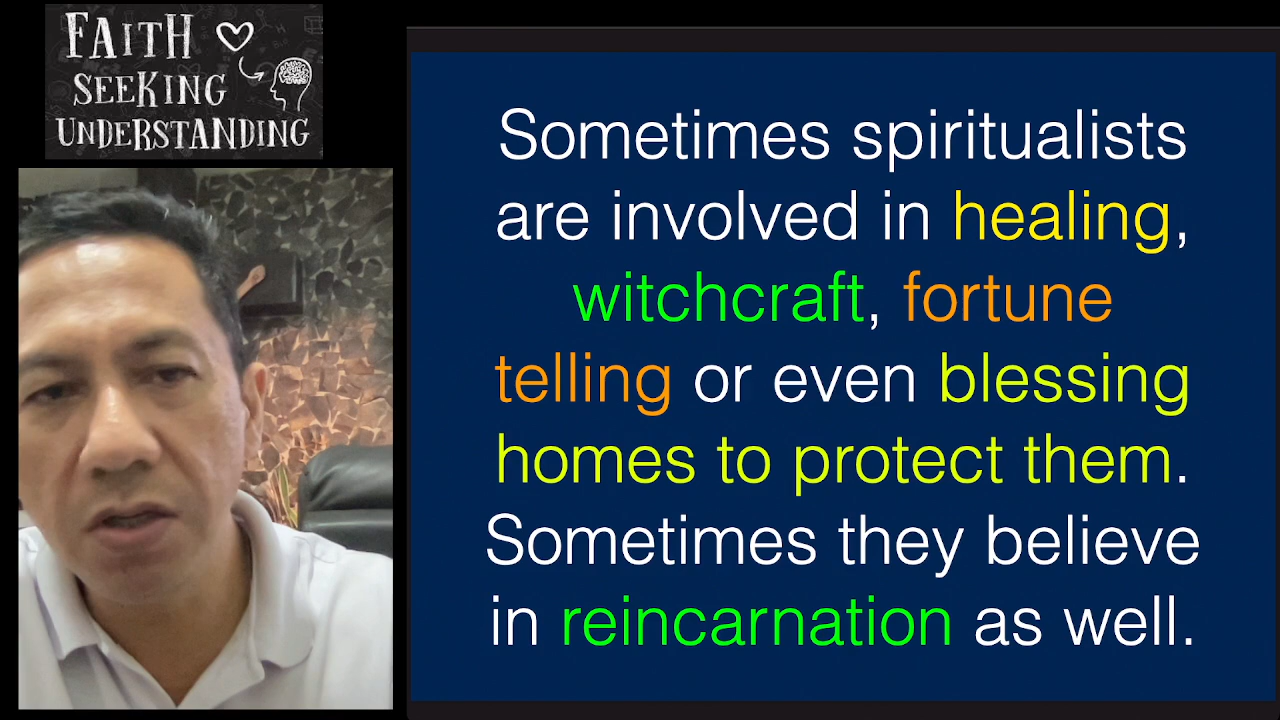 FAITH
SEEKING
UNDERSTANDING
Sometimes spiritualists
are involved in healing,
witchcraft, fortune
telling or even blessing
homes to protect them.
Sometimes they believe
in reincarnation as well.